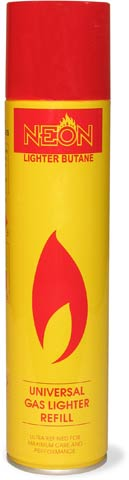 NEON
LIGHTER BUTANE
UNIVERSAL
GAS LIGHTER
REFILL
ULTRA REFINED FOR
MAXIMUM CARE AND
PERFORMANCE